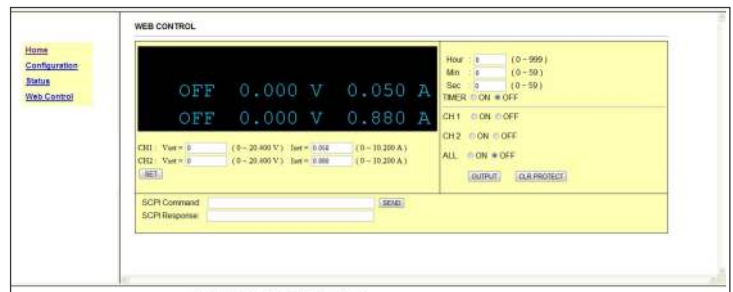 WEB CONTROL
Home
Configuration
Status
Web Control
OFF 0.000 V 0.050 A
OFF 0.000 V 0.880 A
CH1 : Vset = 0 (0 ~ 20.400 V) Iset = 0.050 (0 ~ 10.200 A)
CH2 : Vset = 0 (0 ~ 20.400 V) Iset = 0.880 (0 ~ 10.200 A)
SET
Hour : 0 (0 ~ 999)
Min : 0 (0 ~ 59)
Sec : 0 (0 ~ 59)
TIMER ON OFF
CH 1 ON OFF
CH 2 ON OFF
ALL ON OFF
OUTPUT CLR PROTECT
SCPI Command: SEND
SCPI Response: